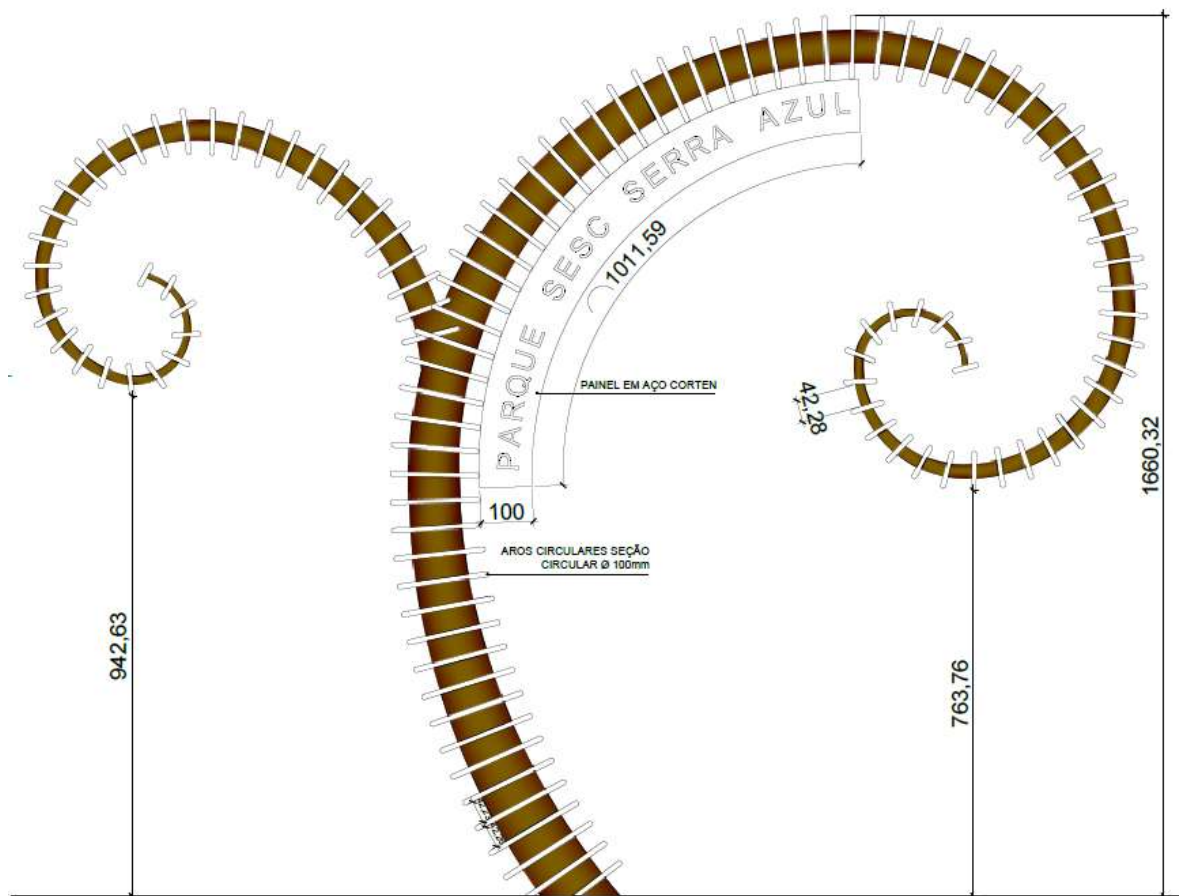 PARQUE SESC SERRA AZUL
1011,59
PAINEL EM AÇO CORTEN
42,28
1660,32
100
AROS CIRCULARES SEÇÃO
CIRCULAR Ø 100mm
942,63
763,76